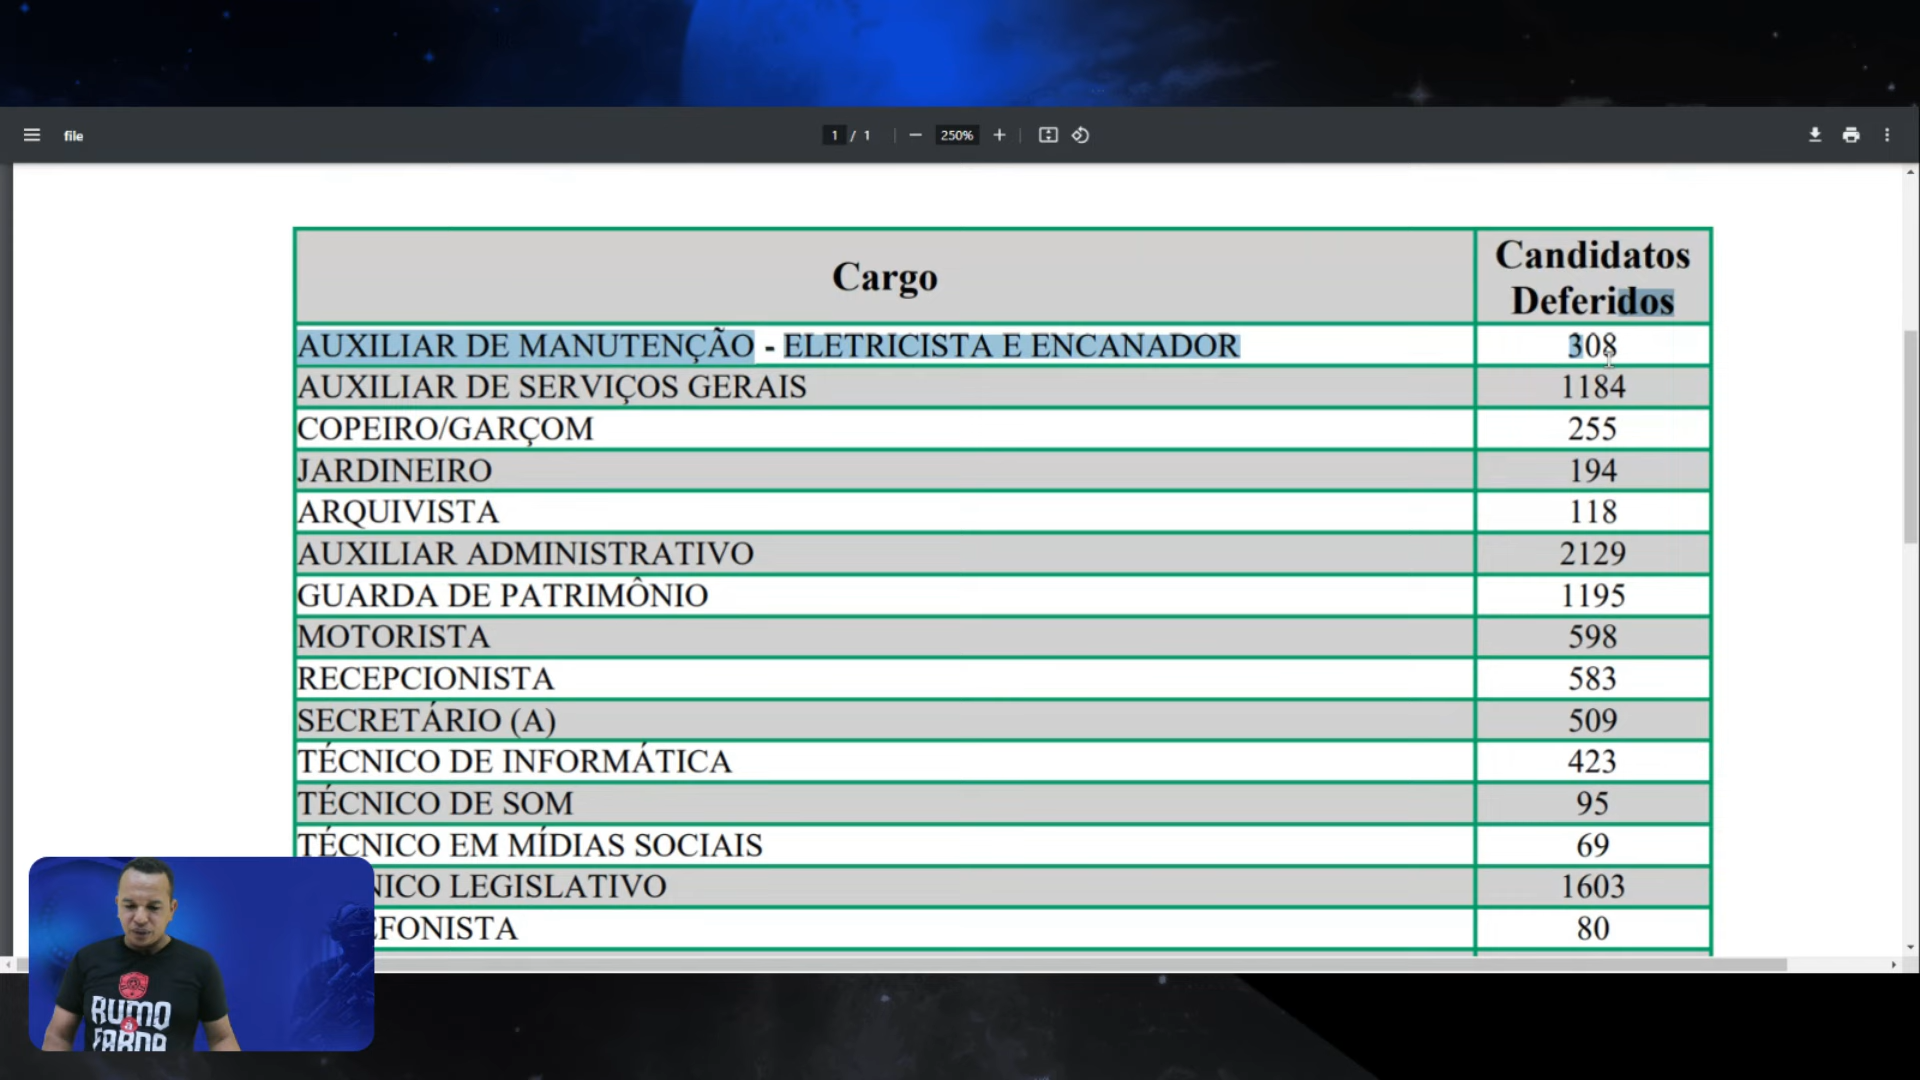 file
1 / 1
250%
Cargo
Candidatos
Deferidos
AUXILIAR DE MANUTENÇÃO - ELETRICISTA E ENCANADOR 308
AUXILIAR DE SERVIÇOS GERAIS 1184
COPEIRO/GARÇOM 255
JARDINEIRO 194
ARQUIVISTA 118
AUXILIAR ADMINISTRATIVO 2129
GUARDA DE PATRIMÔNIO 1195
MOTORISTA 598
RECEPCIONISTA 583
SECRETÁRIO (A) 509
TÉCNICO DE INFORMÁTICA 423
TÉCNICO DE SOM 95
TÉCNICO EM MÍDIAS SOCIAIS 69
NICO LEGISLATIVO 1603
EFONISTA 80
RUMO
a
FARDA